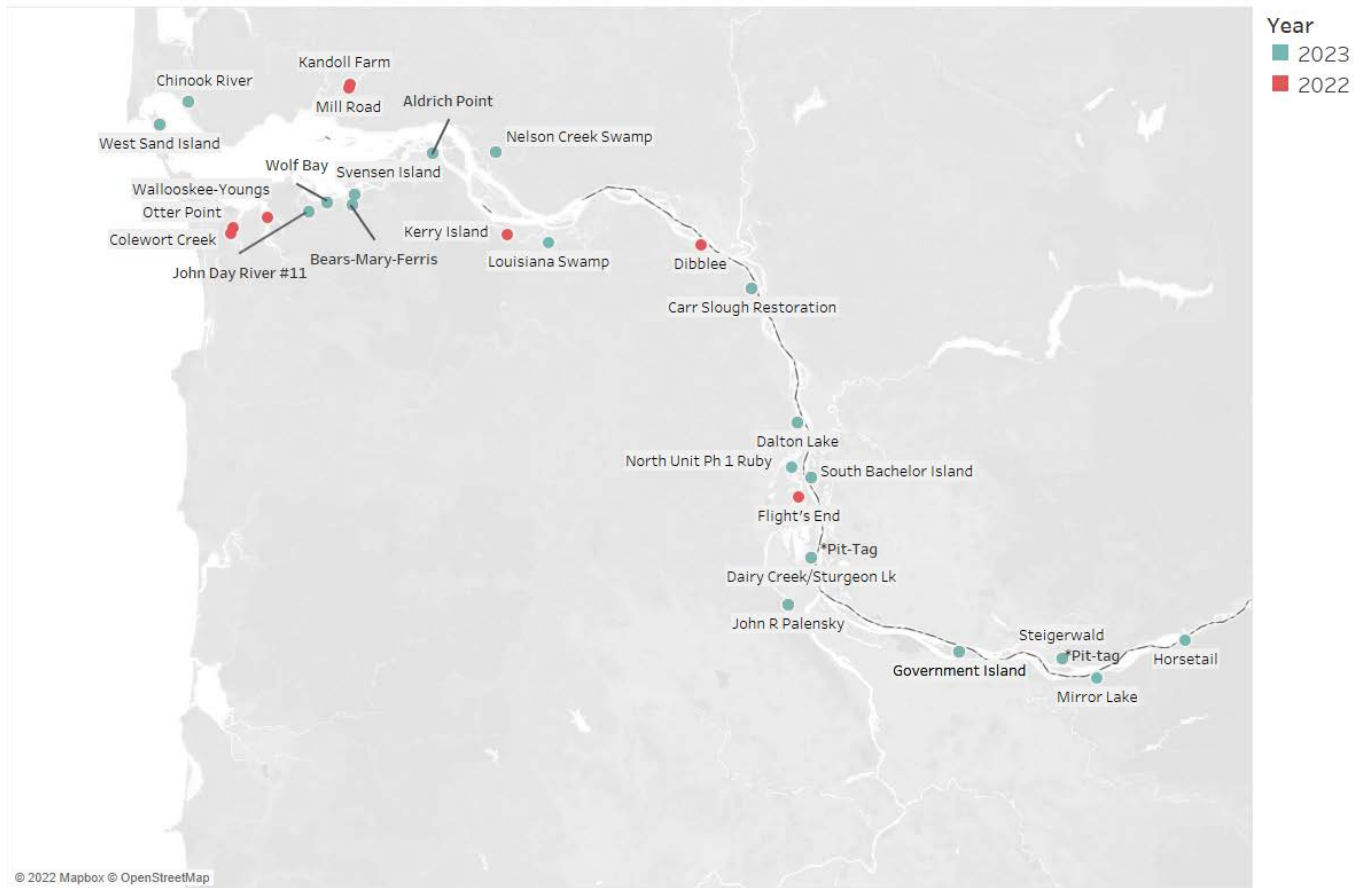 Year
2023
2022
Kandoll Farm
Chinook River
Mill Road
Aldrich Point
West Sand Island
Nelson Creek Swamp
Wolf Bay
Svensen Island
Wallooskee-Youngs
Otter Point
Colewort Creek
Kerry Island
Bears-Mary-Ferris
Louisiana Swamp
Dibblee
John Day River #11
Carr Slough Restoration
Dalton Lake
North Unit Ph 1 Ruby
South Bachelor Island
Flight's End
*Pit-Tag
Dairy Creek/Sturgeon Lk
John R Palensky
Steigerwald
*Pit-tag
Horsetail
Government Island
Mirror Lake
© 2022 Mapbox © OpenStreetMap